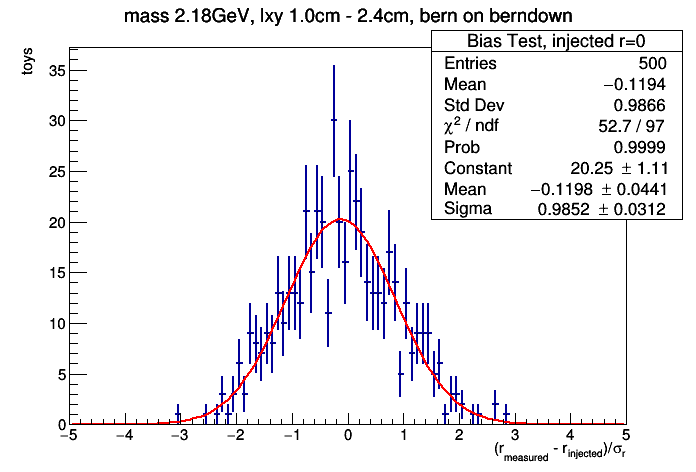 mass 2.18GeV, lxy 1.0cm - 2.4cm, bern on berndown
Bias Test, injected r=0
Entries 500
Mean −0.1194
Std Dev 0.9866
χ² / ndf 52.7 / 97
Prob 0.9999
Constant 20.25 ± 1.11
Mean −0.1198 ± 0.0441
Sigma 0.9852 ± 0.0312
toys
35
30
25
20
15
10
5
0
−5 −4 −3 −2 −1 0 1 2 3 4 5
(r_measured - r_injected)/σ_r